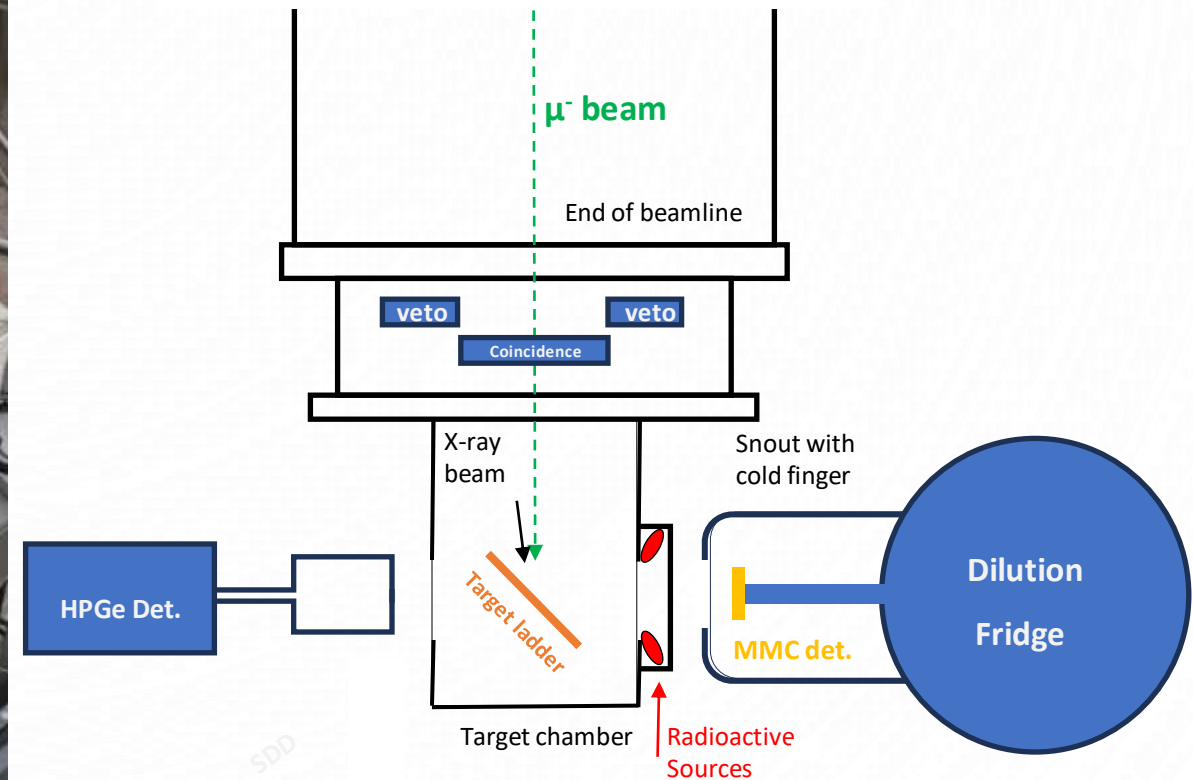 μ⁻ beam
End of beamline
veto
veto
Coincidence
X-ray
beam
Snout with
cold finger
HPGe Det.
Target ladder
MMC det.
Dilution
Fridge
Target chamber
Radioactive
Sources
SDD